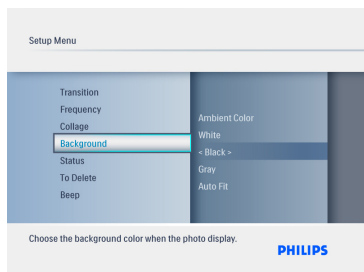 Setup Menu
Transition
Frequency
Collage
Background
Status
To Delete
Beep
Ambient Color
White
< Black >
Gray
Auto Fit
Choose the background color when the photo display.
PHILIPS